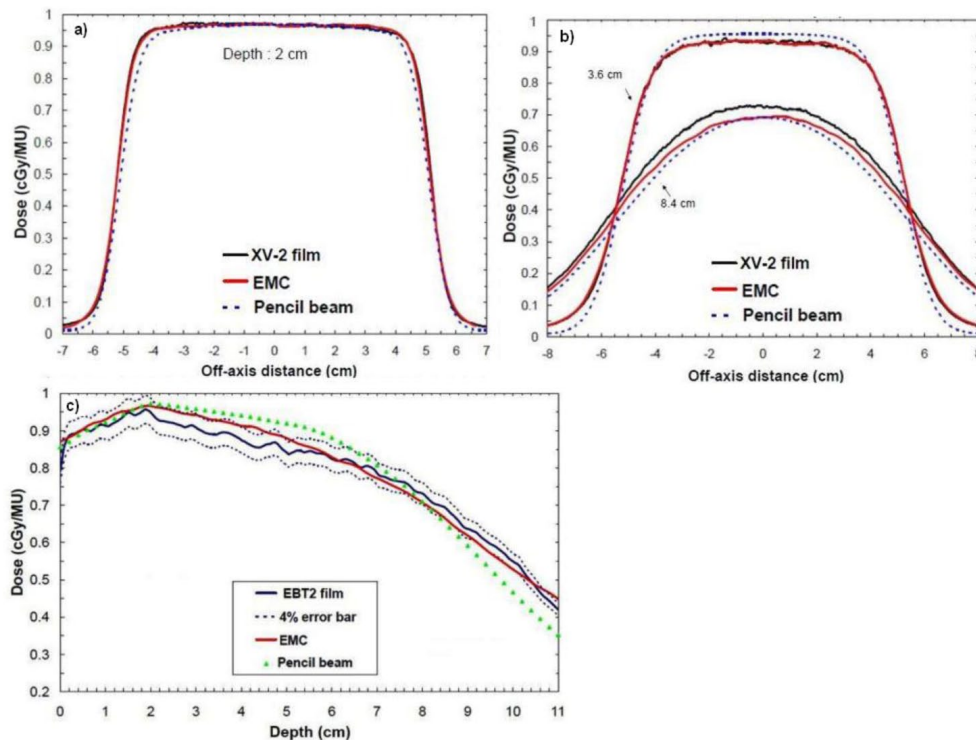 a)
Depth : 2 cm
XV-2 film
EMC
Pencil beam
Dose (cGy/MU)
1
0.9
0.8
0.7
0.6
0.5
0.4
0.3
0.2
0.1
0
-7 -6 -5 -4 -3 -2 -1 0 1 2 3 4 5 6 7
Off-axis distance (cm)
b)
3.6 cm
8.4 cm
XV-2 film
EMC
Pencil beam
Dose (cGy/MU)
1
0.9
0.8
0.7
0.6
0.5
0.4
0.3
0.2
0.1
0
-8 -6 -4 -2 0 2 4 6 8
Off-axis distance (cm)
c)
EBT2 film
4% error bar
EMC
Pencil beam
Dose (cGy/MU)
1
0.9
0.8
0.7
0.6
0.5
0.4
0.3
0.2
0 1 2 3 4 5 6 7 8 9 10 11
Depth (cm)